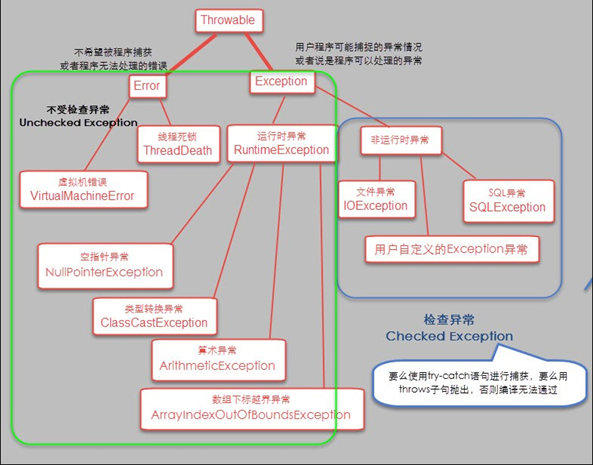 Throwable
不希望被程序捕获
或者程序无法处理的错误
用户程序可能捕捉的异常情况
或者说是程序可以处理的异常
Error
Exception
不受检查异常
Unchecked Exception
线程死锁
ThreadDeath
运行时异常
RuntimeException
非运行时异常
虚拟机错误
VirtualMachineError
文件异常
IOException
SQL异常
SQLException
用户自定义的Exception异常
空指针异常
NullPointerException
类型转换异常
ClassCastException
算术异常
ArithmeticException
数组下标越界异常
ArrayIndexOutOfBoundsException
检查异常
Checked Exception
要么使用try-catch语句进行捕获，要么用
throws子句抛出，否则编译无法通过